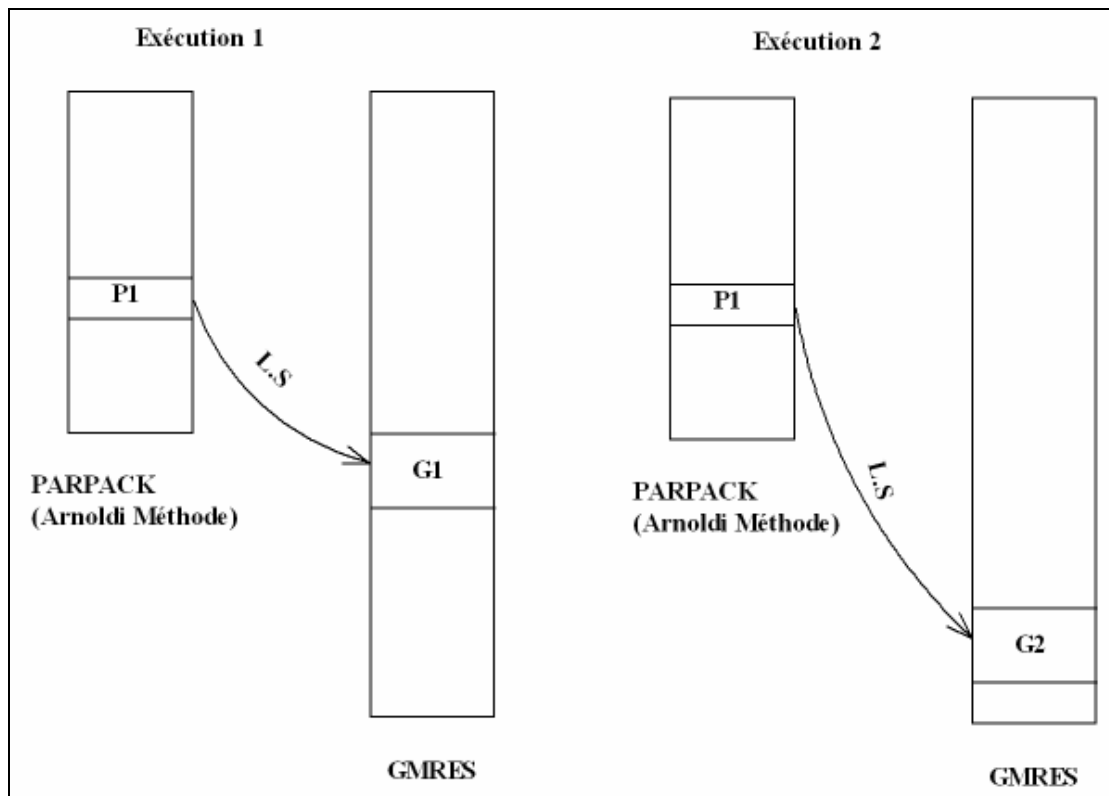 Exécution 1
P1
L.S
G1
PARPACK
(Arnoldi Méthode)
GMRES
Exécution 2
P1
L.S
G2
PARPACK
(Arnoldi Méthode)
GMRES